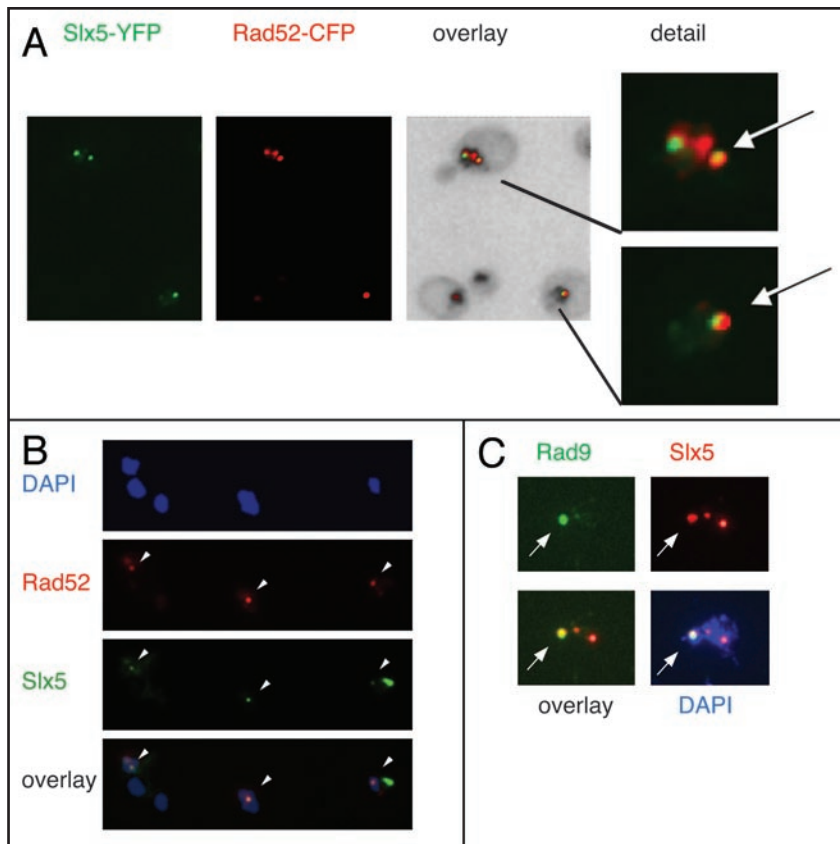 A
Slx5-YFP Rad52-CFP overlay detail
B
DAPI
Rad52
Slx5
overlay
C
Rad9 Slx5
overlay DAPI